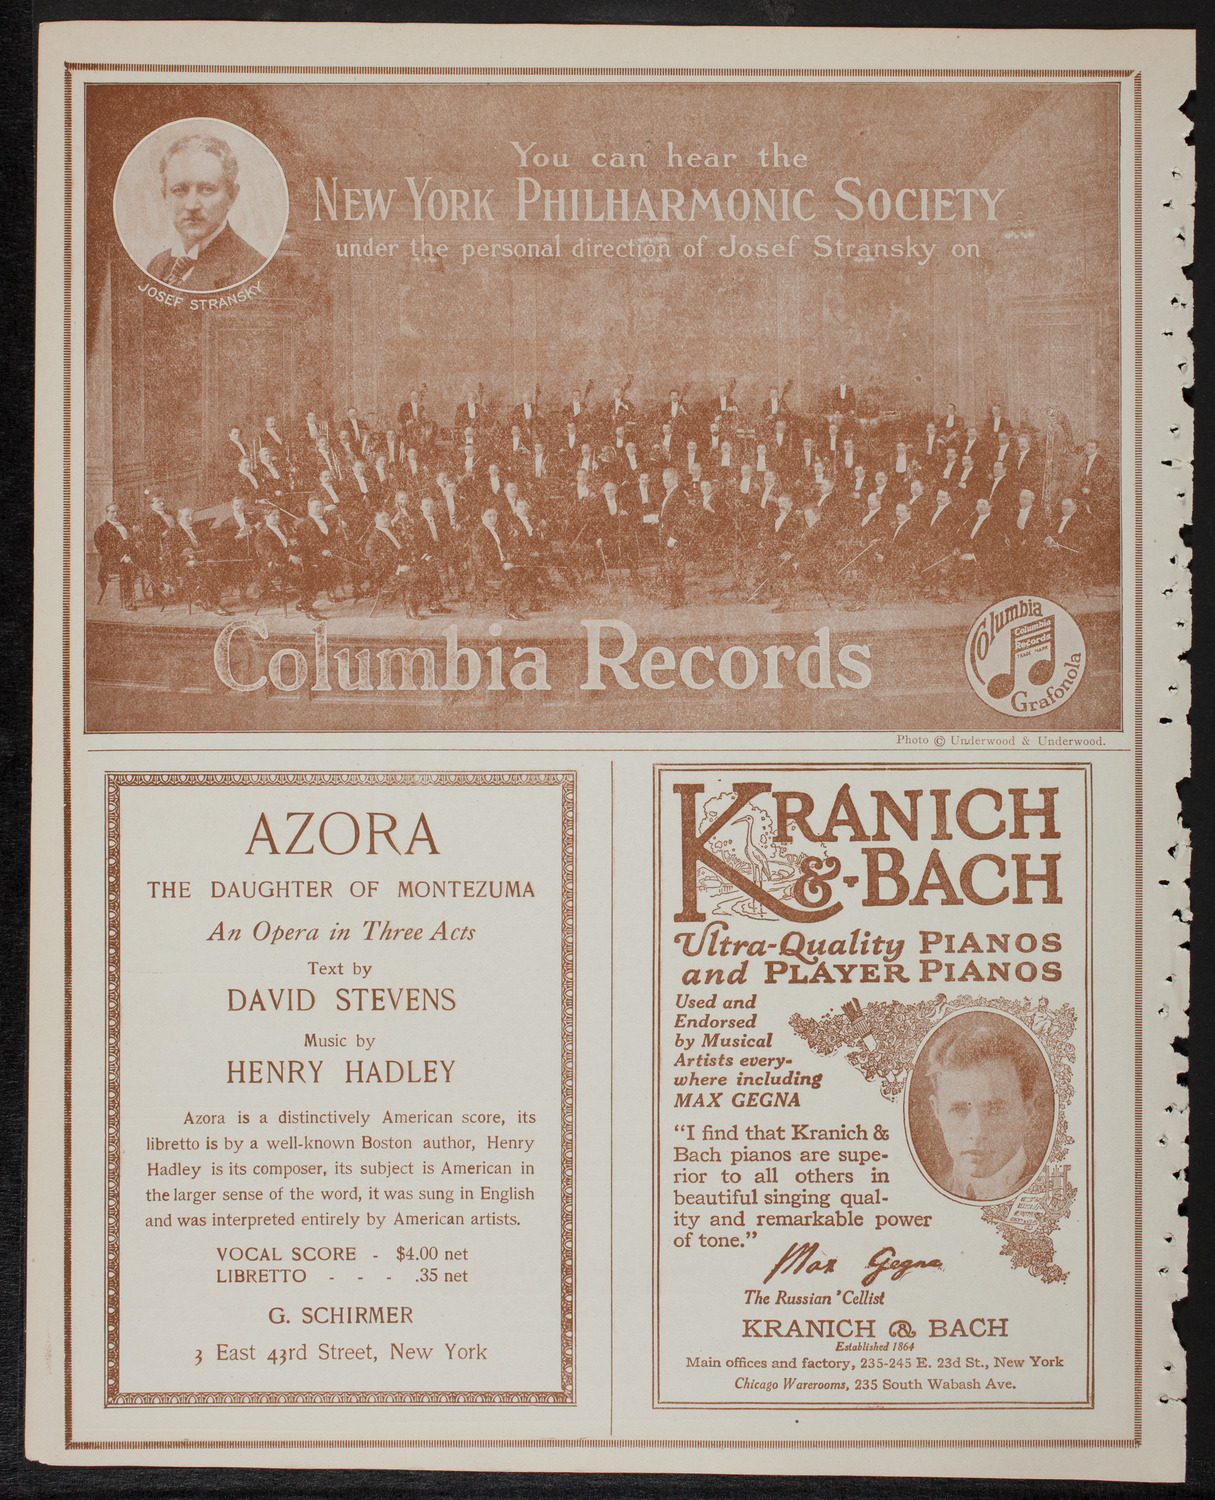 You can hear the
NEW YORK PHILHARMONIC SOCIETY
under the personal direction of Josef Stransky on
JOSEF STRANSKY
Columbia Records
Columbia
Columbia
Records
TRADE MARK
Grafonola
Photo © Underwood & Underwood.
AZORA
THE DAUGHTER OF MONTEZUMA
An Opera in Three Acts
Text by
DAVID STEVENS
Music by
HENRY HADLEY
Azora is a distinctively American score, its
libretto is by a well-known Boston author, Henry
Hadley is its composer, its subject is American in
the larger sense of the word, it was sung in English
and was interpreted entirely by American artists.
VOCAL SCORE - $4.00 net
LIBRETTO - - - .35 net
G. SCHIRMER
3 East 43rd Street, New York
KRANICH
&-BACH
Ultra-Quality PIANOS
and PLAYER PIANOS
Used and
Endorsed
by Musical
Artists every-
where including
MAX GEGNA
"I find that Kranich &
Bach pianos are supe-
rior to all others in
beautiful singing qual-
ity and remarkable power
of tone."
Max Gegna
The Russian 'Cellist
KRANICH & BACH
Established 1864
Main offices and factory, 235-245 E. 23d St., New York
Chicago Warerooms, 235 South Wabash Ave.